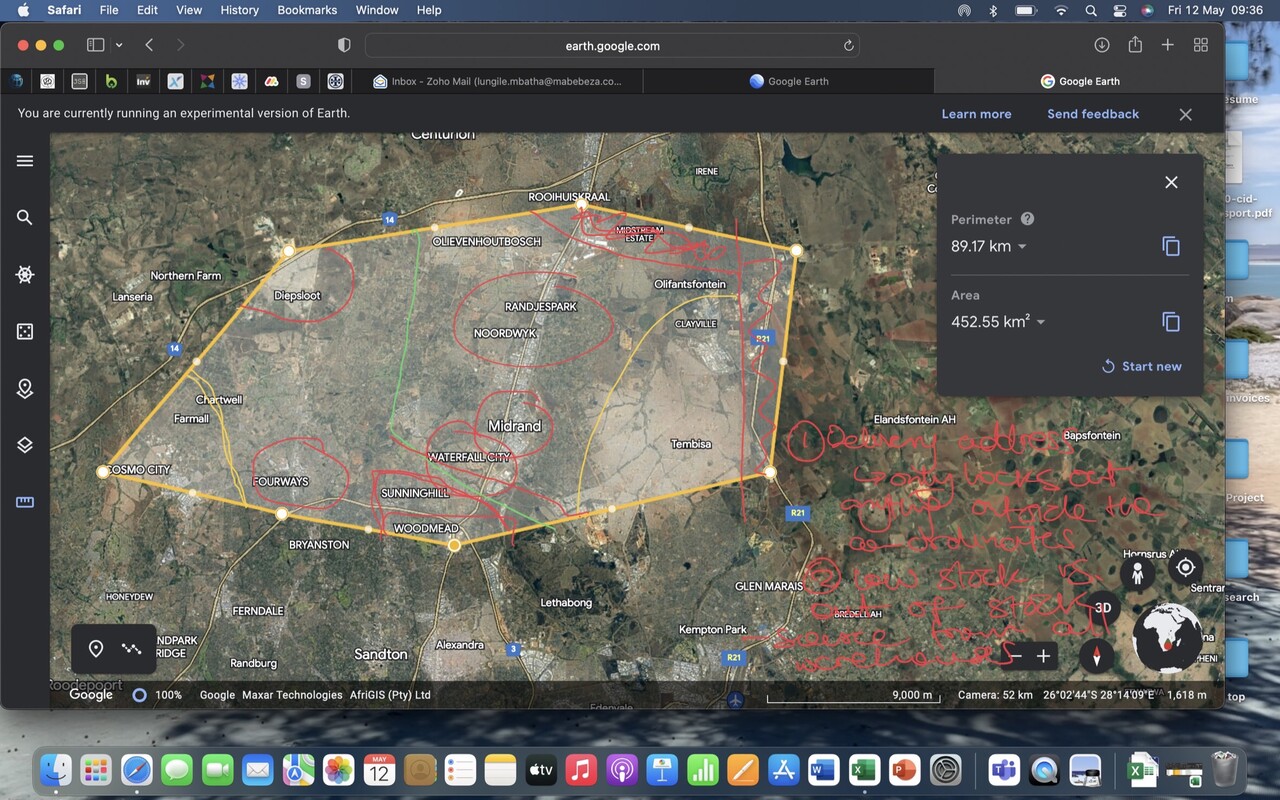 Safari File Edit View History Bookmarks Window Help Fri 12 May 09:36
earth.google.com
inv S Inbox – Zoho Mail (lungile.mbatha@mabebeza.co... Google Earth Google Earth
You are currently running an experimental version of Earth. Learn more Send feedback
Centurion
IRENE
ROOIHUISKRAAL
14
MIDSTREAM
ESTATE
OLIEVENHOUTBOSCH
Northern Farm
Lanseria
Diepsloot
Olifantsfontein
RANDJESPARK
CLAYVILLE
NOORDWYK
R21
14
Chartwell
Farmall
Midrand
Tembisa
WATERFALL CITY
COSMO CITY
FOURWAYS
SUNNINGHILL
WOODMEAD
R21
BRYANSTON
GLEN MARAIS
HONEYDEW
FERNDALE
Lethabong
BREDELL AH
Kempton Park
NDPARK
RIDGE
Alexandra
3
Sandton
Randburg
R21
Roodepoort
Edenvale
Elandsfontein AH
Bapsfontein
Hornsrus A
Sentra
Perimeter
89.17 km
Area
452.55 km²
Start new
① Delivery address
only locks out
outside the
co-ordinates
② low stock vs
out of stock
from all
warehouses
3D
Google 100% Google Maxar Technologies AfriGIS (Pty) Ltd 9,000 m Camera: 52 km 26°02'44"S 28°14'09"E 1,618 m
esume
0-cid-
sport.pdf
invoices
Project
search
top
MAY
12
tv